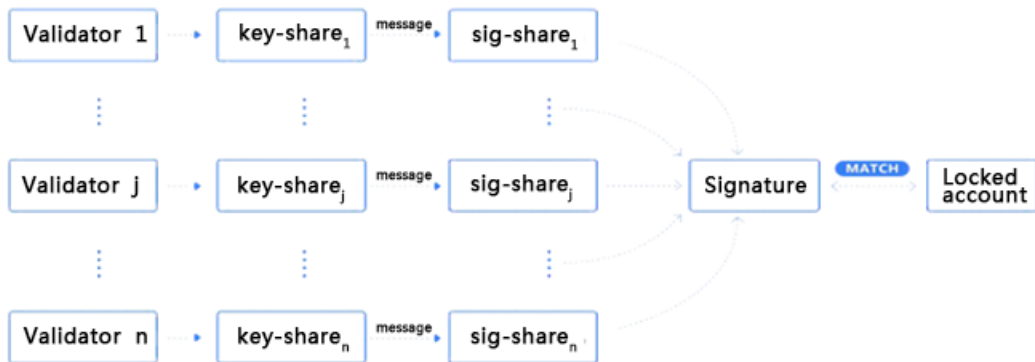 Validator 1 key-share₁ message sig-share₁
Validator j key-shareⱼ message sig-shareⱼ
Signature MATCH Locked
account
Validator n key-shareₙ message sig-shareₙ